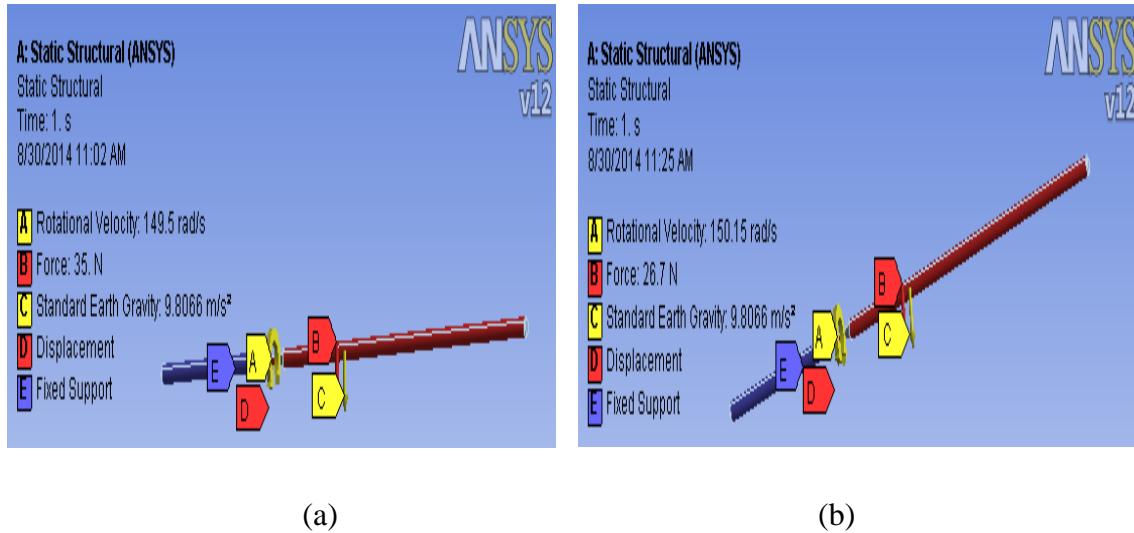 A: Static Structural (ANSYS)
Static Structural
Time: 1. s
8/30/2014 11:02 AM
A Rotational Velocity: 149.5 rad/s
B Force: 35. N
C Standard Earth Gravity: 9.8066 m/s²
D Displacement
E Fixed Support
ANSYS
v12
E
A
B
D
C
A: Static Structural (ANSYS)
Static Structural
Time: 1. s
8/30/2014 11:25 AM
A Rotational Velocity: 150.15 rad/s
B Force: 26.7 N
C Standard Earth Gravity: 9.8066 m/s²
D Displacement
E Fixed Support
ANSYS
v12
B
A
C
E
D
(a)
(b)